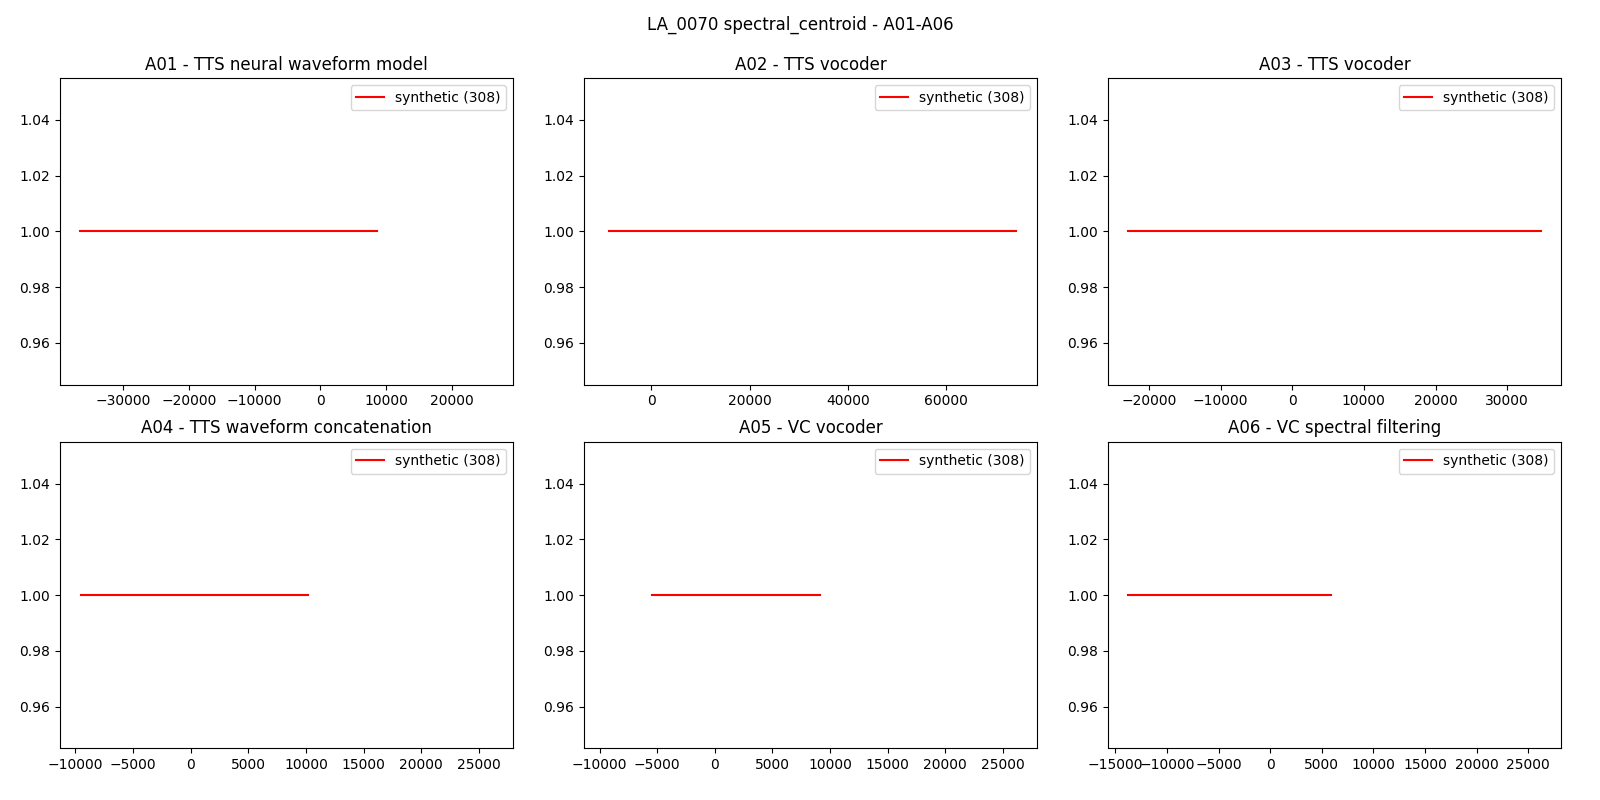 LA_0070 spectral_centroid - A01-A06
A01 - TTS neural waveform model
synthetic (308)
1.04
1.02
1.00
0.98
0.96
−30000 −20000 −10000 0 10000 20000
A02 - TTS vocoder
synthetic (308)
1.04
1.02
1.00
0.98
0.96
0 20000 40000 60000
A03 - TTS vocoder
synthetic (308)
1.04
1.02
1.00
0.98
0.96
−20000 −10000 0 10000 20000 30000
A04 - TTS waveform concatenation
synthetic (308)
1.04
1.02
1.00
0.98
0.96
−10000 −5000 0 5000 10000 15000 20000 25000
A05 - VC vocoder
synthetic (308)
1.04
1.02
1.00
0.98
0.96
−10000 −5000 0 5000 10000 15000 20000 25000
A06 - VC spectral filtering
synthetic (308)
1.04
1.02
1.00
0.98
0.96
−15000 −10000 −5000 0 5000 10000 15000 20000 25000